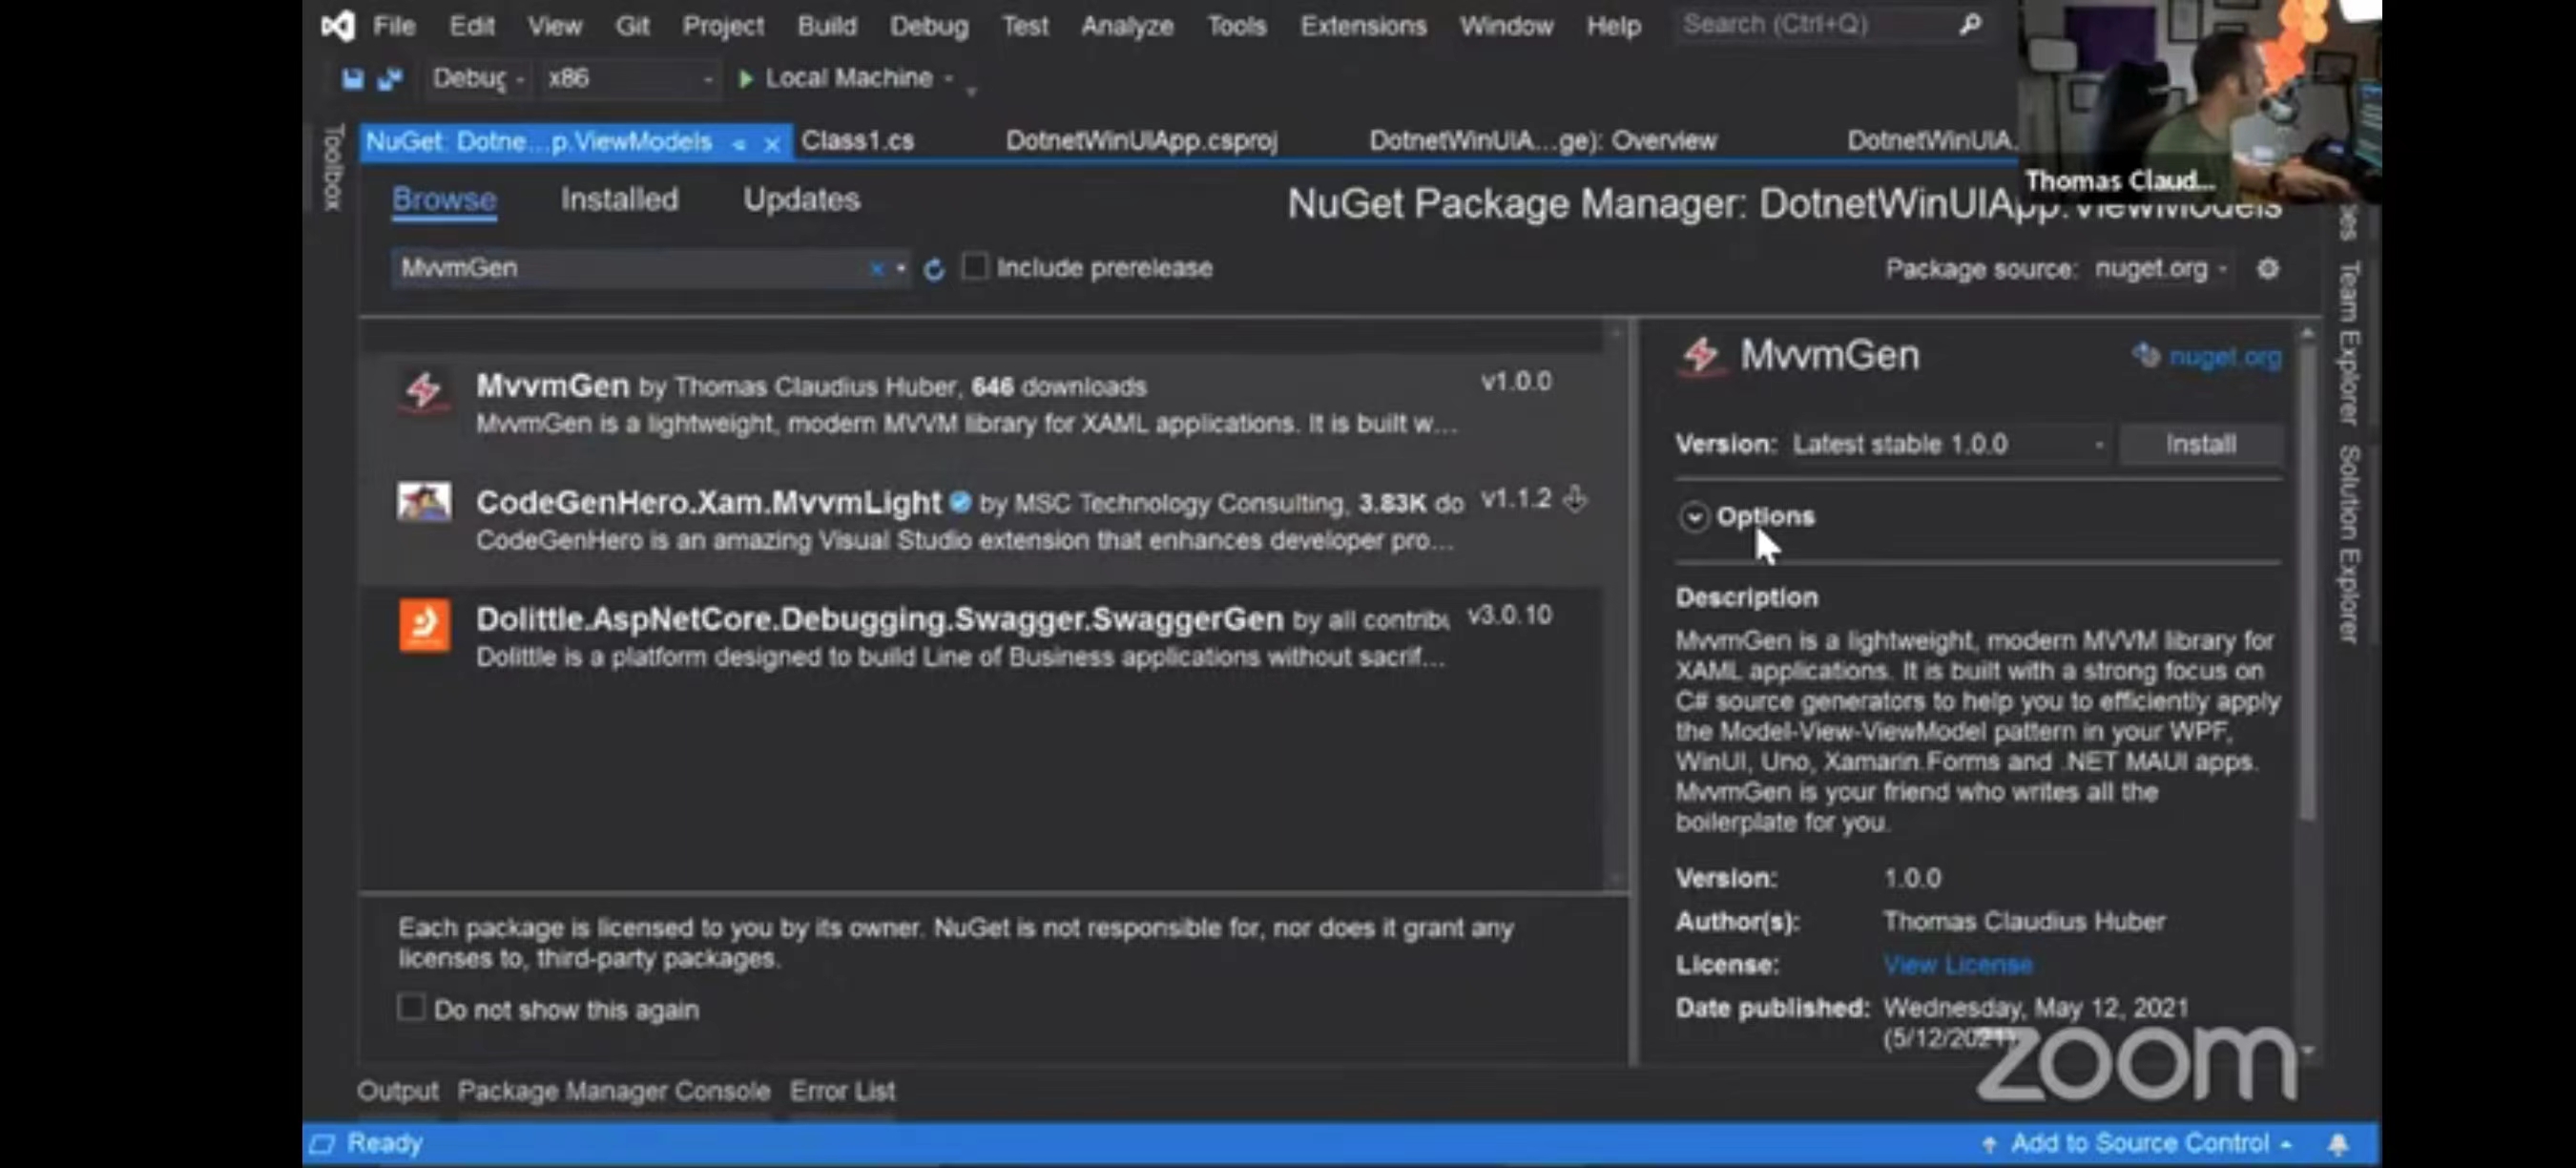 File Edit View Git Project Build Debug Test Analyze Tools Extensions Window Help Search (Ctrl+Q)
Debug x86 Local Machine
Toolbox
NuGet: Dotne...p.ViewModels Class1.cs DotnetWinUIApp.csproj DotnetWinUIA...ge): Overview DotnetWinUIA.
Thomas Claud...
Browse Installed Updates
NuGet Package Manager: DotnetWinUIApp.ViewModels
MvvmGen Include prerelease Package source: nuget.org
MvvmGen by Thomas Claudius Huber, 646 downloads v1.0.0
MvvmGen is a lightweight, modern MVVM library for XAML applications. It is built w...
CodeGenHero.Xam.MvvmLight by MSC Technology Consulting, 3.83K do v1.1.2
CodeGenHero is an amazing Visual Studio extension that enhances developer pro...
Dolittle.AspNetCore.Debugging.Swagger.SwaggerGen by all contribu v3.0.10
Dolittle is a platform designed to build Line of Business applications without sacrif...
Each package is licensed to you by its owner. NuGet is not responsible for, nor does it grant any
licenses to, third-party packages.
Do not show this again
MvvmGen nuget.org
Version: Latest stable 1.0.0 Install
Options
Description
MvvmGen is a lightweight, modern MVVM library for
XAML applications. It is built with a strong focus on
C# source generators to help you to efficiently apply
the Model-View-ViewModel pattern in your WPF,
WinUI, Uno, Xamarin.Forms and .NET MAUI apps.
MvvmGen is your friend who writes all the
boilerplate for you.
Version: 1.0.0
Author(s): Thomas Claudius Huber
License: View License
Date published: Wednesday, May 12, 2021
(5/12/2021)
zoom
Team Explorer
Solution Explorer
Output Package Manager Console Error List
Ready Add to Source Control